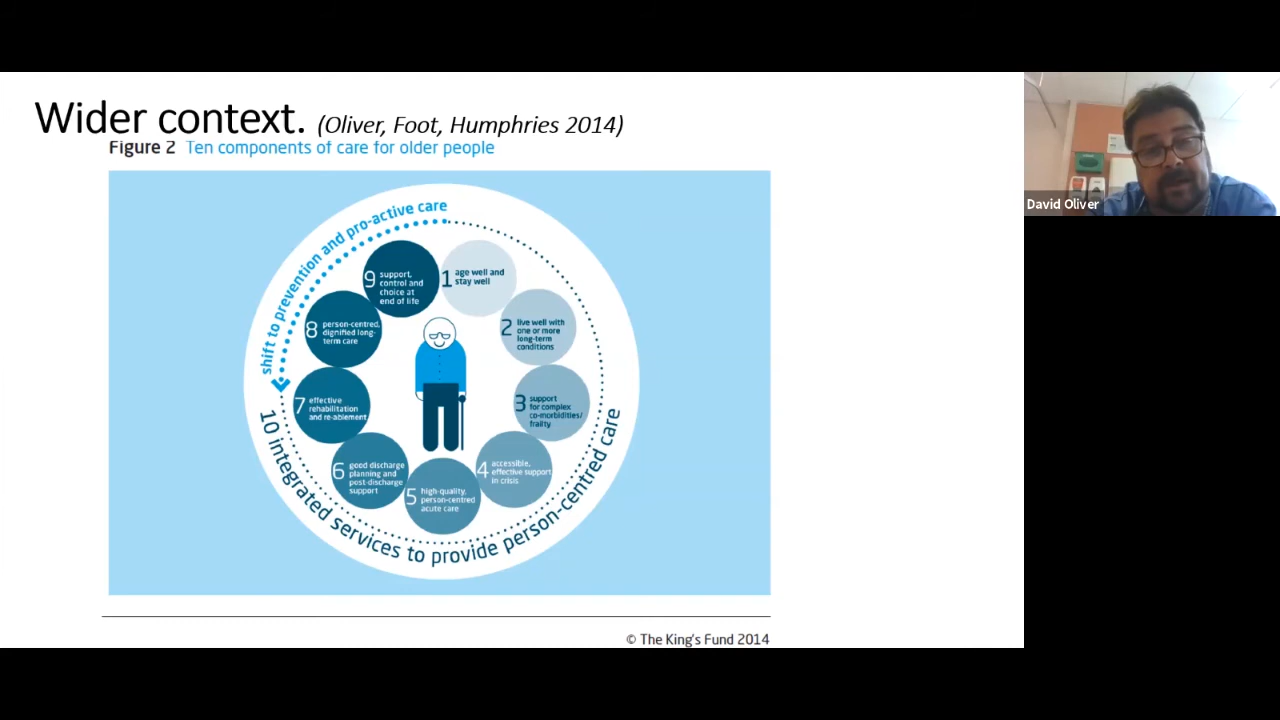 Wider context. (Oliver, Foot, Humphries 2014)
Figure 2 Ten components of care for older people
shift to prevention and pro-active care
1 age well and
stay well
2 live well with
one or more
long-term
conditions
3 support
for complex
co-morbidities/
frailty
4 accessible,
effective support
in crisis
5 high-quality,
person-centred
acute care
6 good discharge
planning and
post-discharge
support
7 effective
rehabilitation
and re-ablement
8 person-centred,
dignified long-
term care
9 support,
control and
choice at
end of life
10 integrated services to provide person-centred care
© The King's Fund 2014
David Oliver